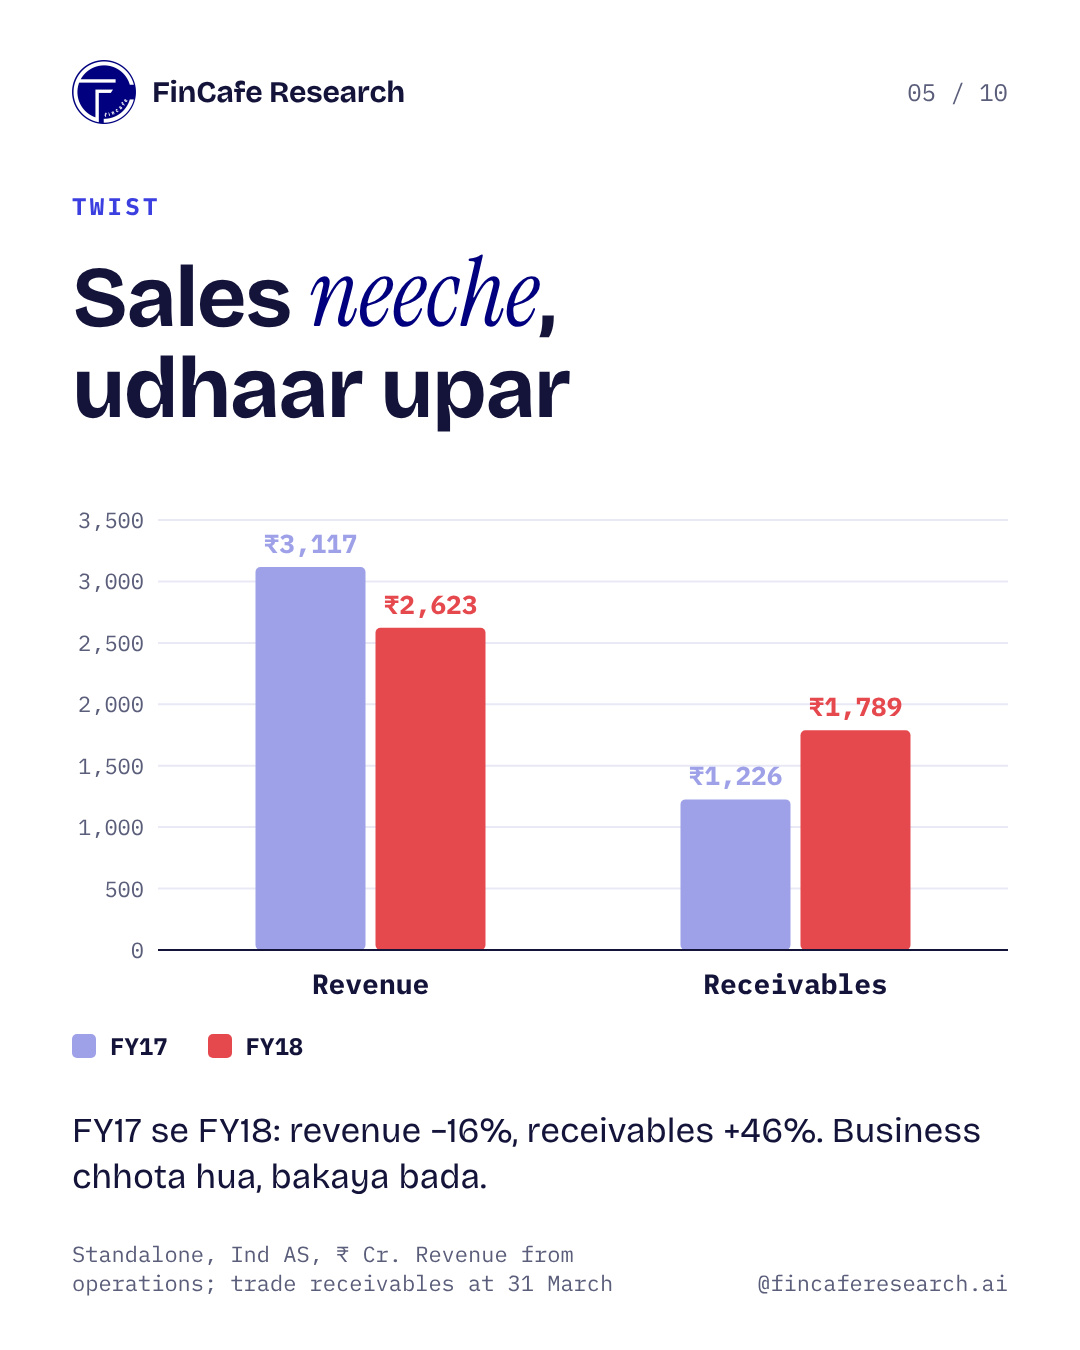 fincafe
FinCafe Research
05 / 10
TWIST
Sales neeche,
udhaar upar
3,500
3,000
2,500
2,000
1,500
1,000
500
0
₹3,117
₹2,623
₹1,226
₹1,789
Revenue
Receivables
FY17
FY18
FY17 se FY18: revenue −16%, receivables +46%. Business
chhota hua, bakaya bada.
Standalone, Ind AS, ₹ Cr. Revenue from
operations; trade receivables at 31 March
@fincaferesearch.ai